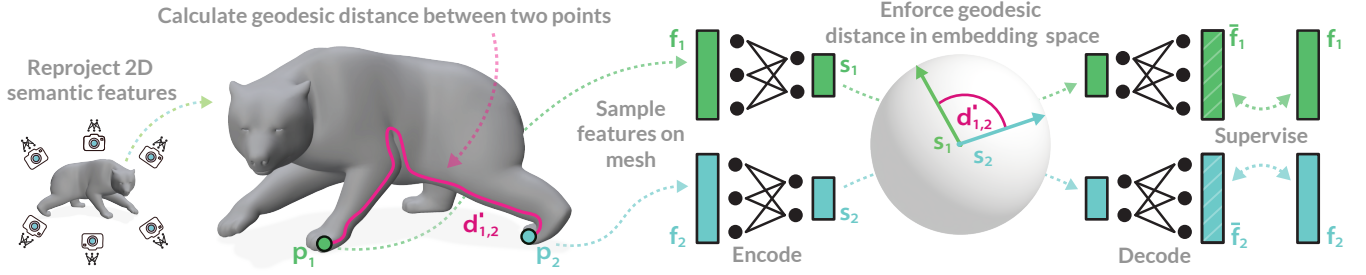 Calculate geodesic distance between two points
Reproject 2D
semantic features
d'1,2
p1
p2
Sample
features on
mesh
f1
f2
s1
s2
Encode
Enforce geodesic
distance in embedding space
d'1,2
s1
s2
Decode
f̄1
f̄2
f1
f2
Supervise